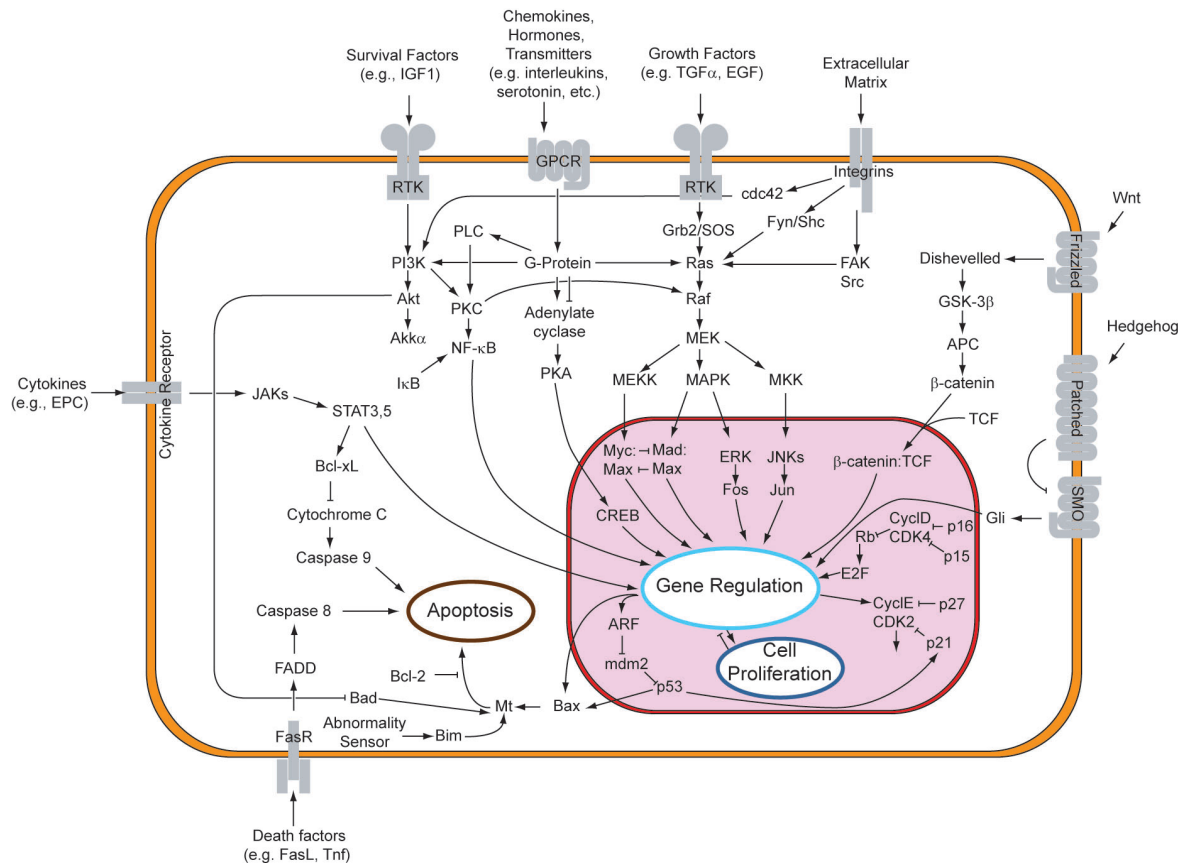 Chemokines,
Hormones,
Transmitters
(e.g. interleukins,
serotonin, etc.)
Survival Factors
(e.g., IGF1)
Growth Factors
(e.g. TGFα, EGF)
Extracellular
Matrix
RTK
GPCR
RTK
Integrins
cdc42
Fyn/Shc
Grb2/SOS
Wnt
Frizzled
PLC
PI3K
G-Protein
Ras
FAK
Src
Dishevelled
Akt
PKC
Adenylate
cyclase
Raf
GSK-3β
Akkα
NF-κB
MEK
APC
Hedgehog
IκB
PKA
MEKK
MAPK
MKK
β-catenin
Patched
Cytokines
(e.g., EPC)
Cytokine Receptor
JAKs
STAT3,5
TCF
Myc:
Max
Mad:
Max
ERK
JNKs
β-catenin:TCF
Bcl-xL
Fos
Jun
SMO
Cytochrome C
CREB
Gli
CyclD
CDK4
p16
p15
Rb
E2F
Caspase 9
Gene Regulation
Caspase 8
Apoptosis
ARF
CyclE
CDK2
p27
p21
FADD
Bcl-2
mdm2
Cell
Proliferation
p53
Bad
Mt
Bax
Abnormality
Sensor
Bim
FasR
Death factors
(e.g. FasL, Tnf)